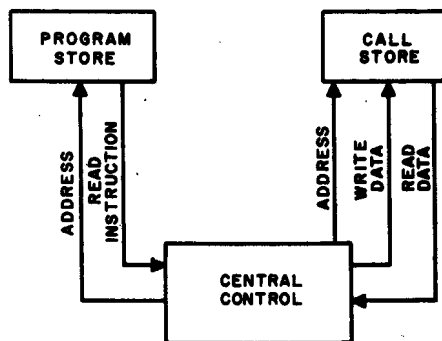 PROGRAM
STORE
CALL
STORE
ADDRESS
READ
INSTRUCTION
ADDRESS
WRITE
DATA
READ
DATA
CENTRAL
CONTROL